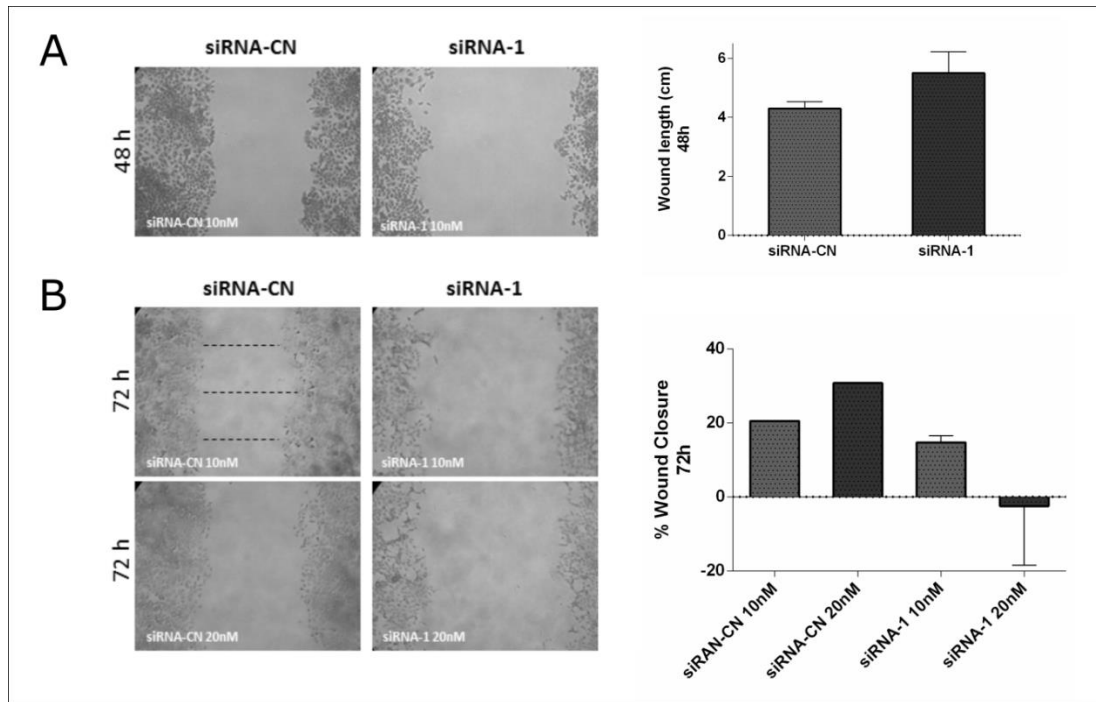 A
siRNA-CN
siRNA-1
48 h
siRNA-CN 10nM
siRNA-1 10nM
Wound length (cm)
48h
6
4
2
0
siRNA-CN
siRNA-1
B
siRNA-CN
siRNA-1
72 h
siRNA-CN 10nM
siRNA-1 10nM
72 h
siRNA-CN 20nM
siRNA-1 20nM
% Wound Closure
72h
40
20
0
-20
siRAN-CN 10nM
siRNA-CN 20nM
siRNA-1 10nM
siRNA-1 20nM